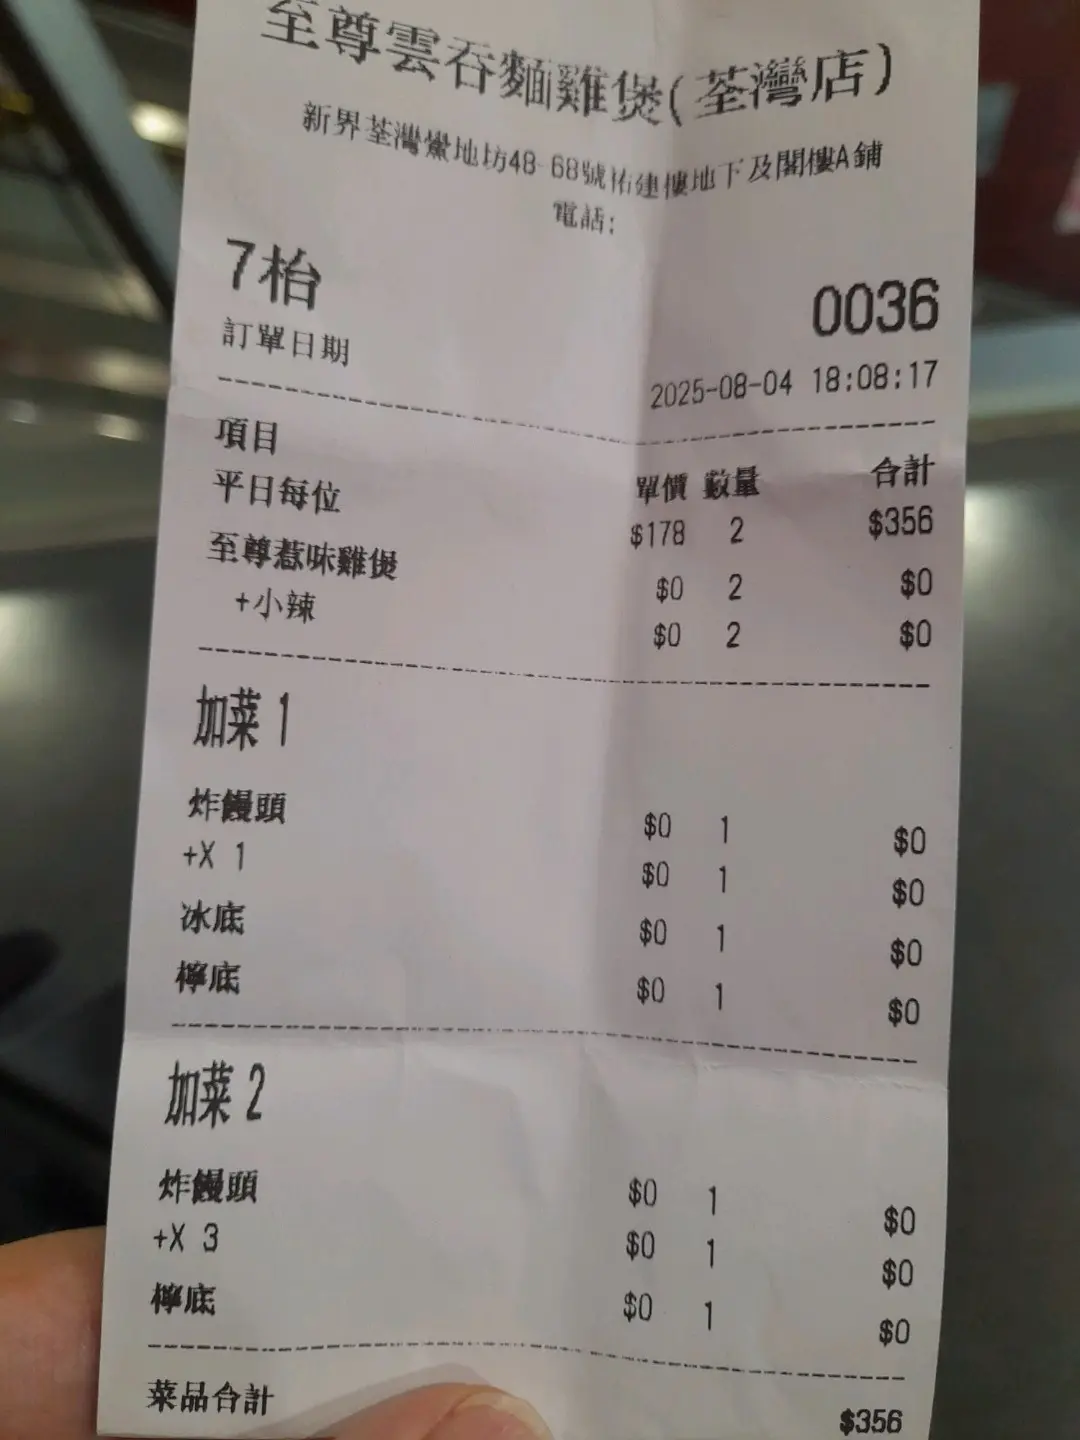 至尊雲吞麵雞煲(荃灣店)
新界荃灣鱟地坊48-68號祐建樓地下及閣樓A鋪
電話:
7枱
0036
訂單日期
2025-08-04 18:08:17
項目 單價 數量 合計
平日每位 $178 2 $356
至尊惹味雞煲 $0 2 $0
+小辣 $0 2 $0
加菜 1
炸饅頭 $0 1 $0
+X 1 $0 1 $0
冰底 $0 1 $0
檸底 $0 1 $0
加菜 2
炸饅頭 $0 1 $0
+X 3 $0 1 $0
檸底 $0 1 $0
菜品合計 $356